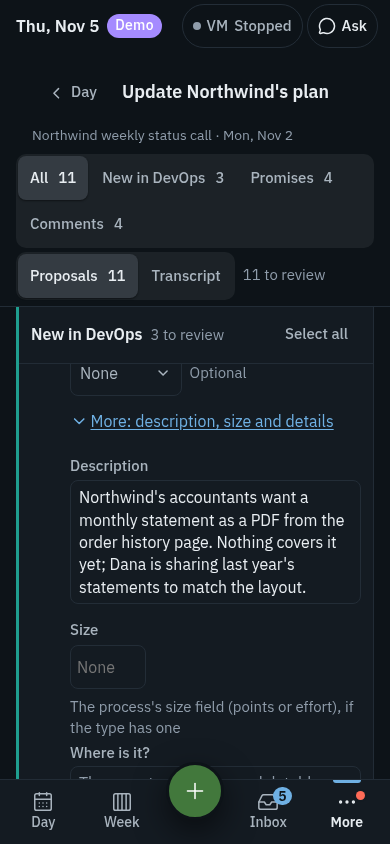 Thu, Nov 5 Demo VM Stopped Ask
Day Update Northwind's plan
Northwind weekly status call · Mon, Nov 2
All 11 New in DevOps 3 Promises 4
Comments 4
Proposals 11 Transcript 11 to review
New in DevOps 3 to review Select all
None Optional
More: description, size and details
Description
Northwind's accountants want a
monthly statement as a PDF from the
order history page. Nothing covers it
yet; Dana is sharing last year's
statements to match the layout.
Size
None
The process's size field (points or effort), if
the type has one
Where is it?
5
Day Week Inbox More